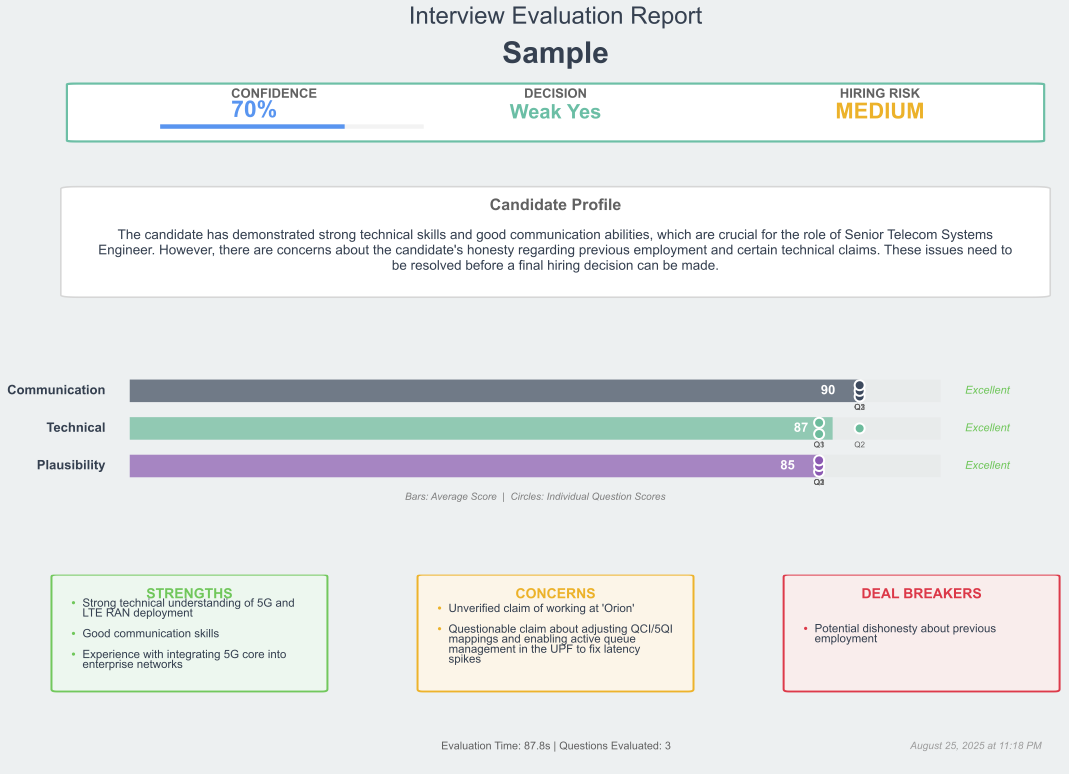 Interview Evaluation Report
Sample
CONFIDENCE
70%
DECISION
Weak Yes
HIRING RISK
MEDIUM
Candidate Profile
The candidate has demonstrated strong technical skills and good communication abilities, which are crucial for the role of Senior Telecom Systems
Engineer. However, there are concerns about the candidate's honesty regarding previous employment and certain technical claims. These issues need to
be resolved before a final hiring decision can be made.
Communication
90
Excellent
Technical
87
Q2
Excellent
Plausibility
85
Excellent
Bars: Average Score | Circles: Individual Question Scores
STRENGTHS
• Strong technical understanding of 5G and
LTE RAN deployment
• Good communication skills
• Experience with integrating 5G core into
enterprise networks
CONCERNS
• Unverified claim of working at 'Orion'
• Questionable claim about adjusting QCI/5QI
mappings and enabling active queue
management in the UPF to fix latency
spikes
DEAL BREAKERS
• Potential dishonesty about previous
employment
Evaluation Time: 87.8s | Questions Evaluated: 3
August 25, 2025 at 11:18 PM